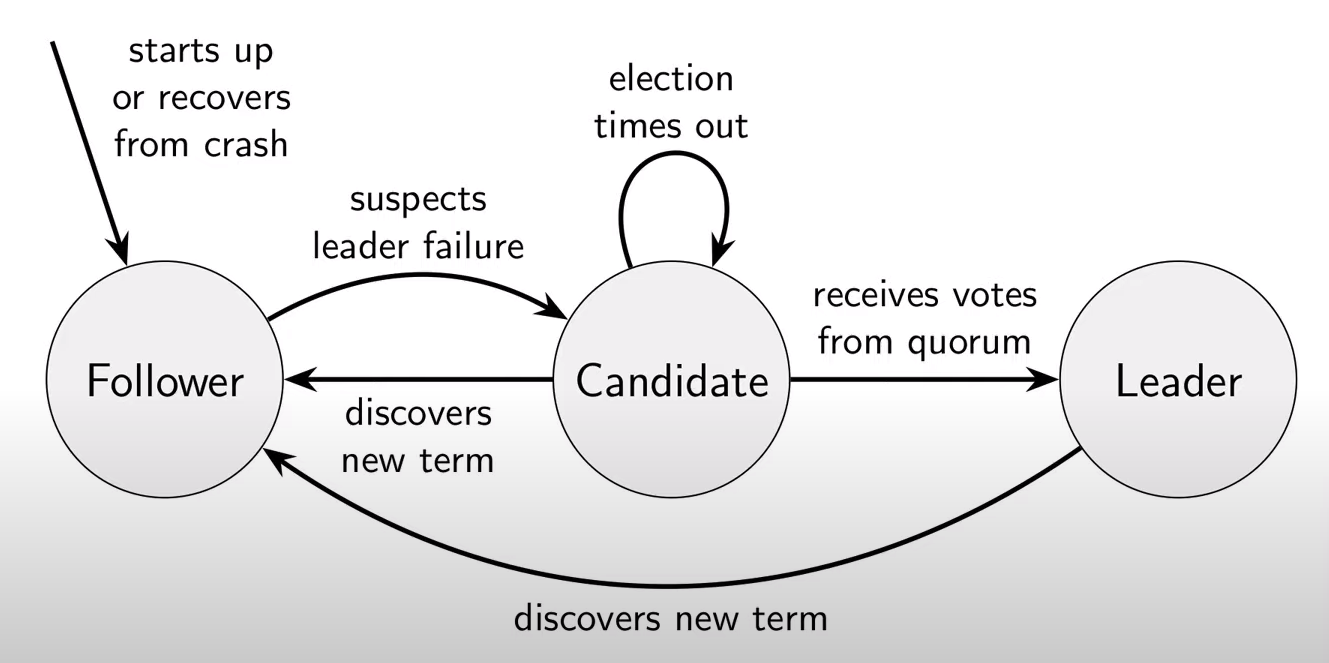 starts up
or recovers
from crash
election
times out
suspects
leader failure
receives votes
from quorum
Follower
Candidate
Leader
discovers
new term
discovers new term